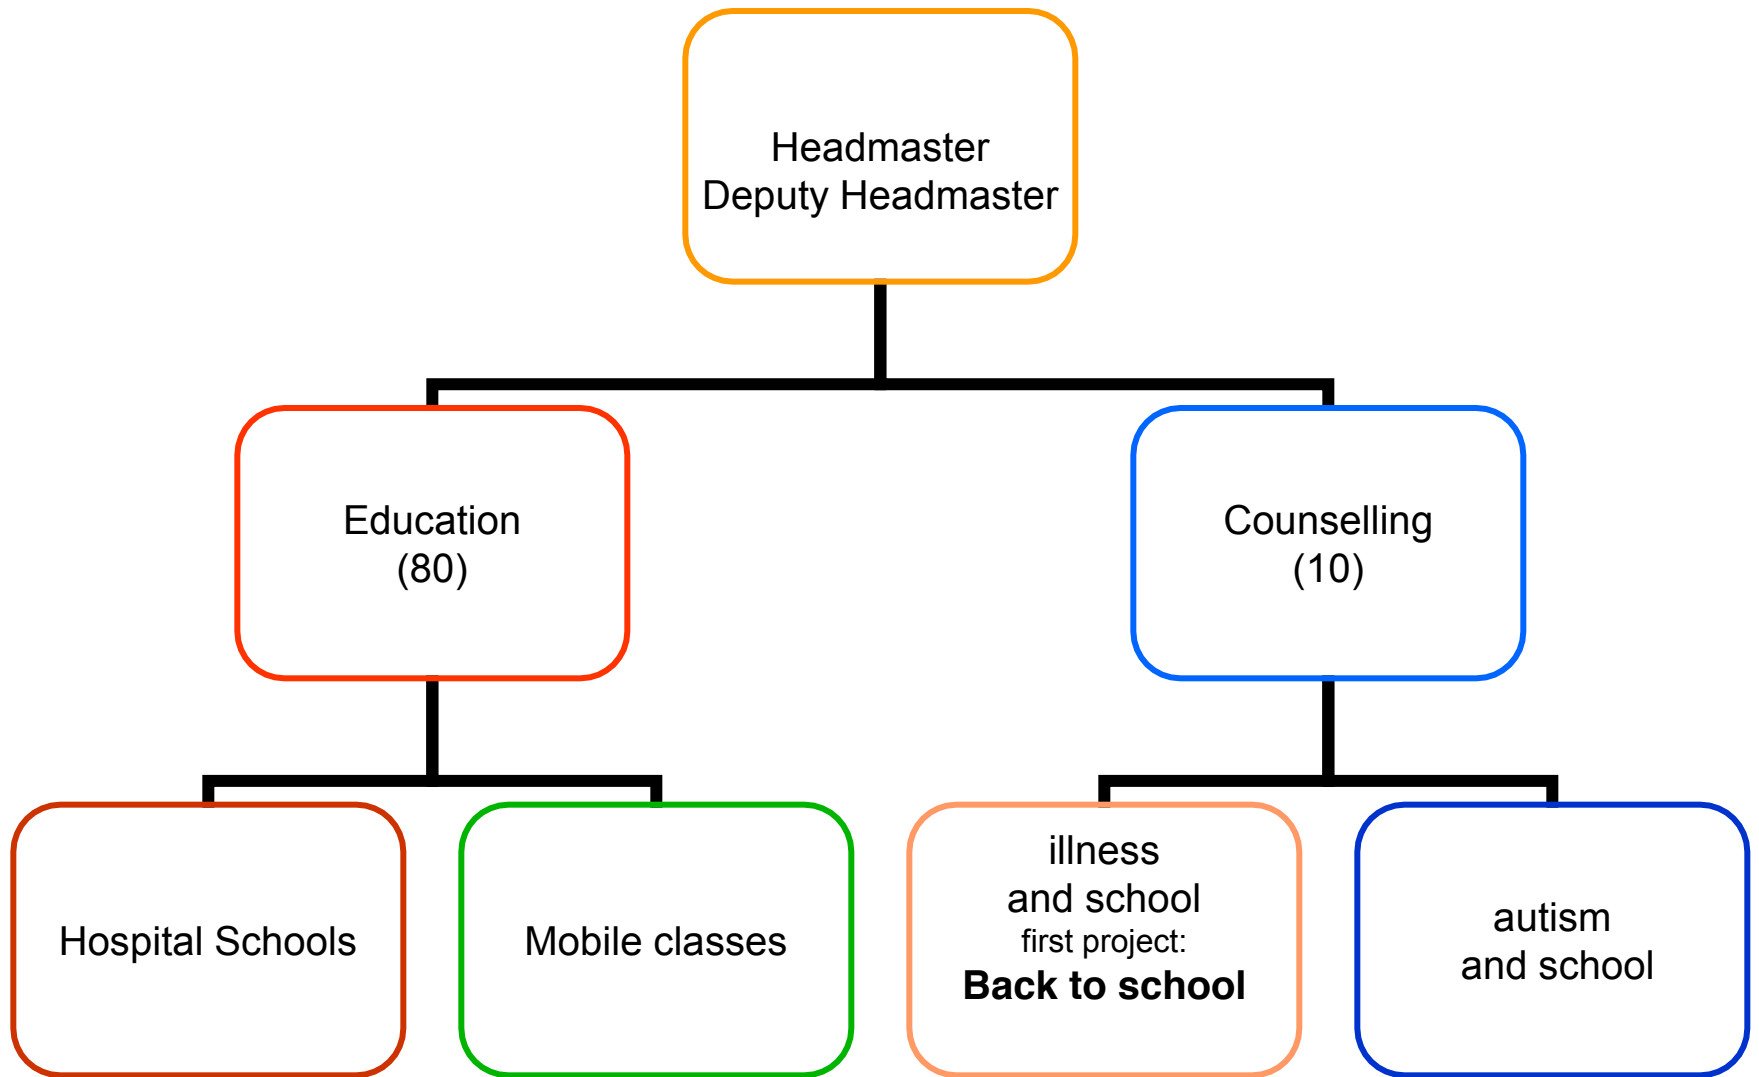 Headmaster
Deputy Headmaster
Education
(80)
Counselling
(10)
Hospital Schools
Mobile classes
illness
and school
first project:
Back to school
autism
and school